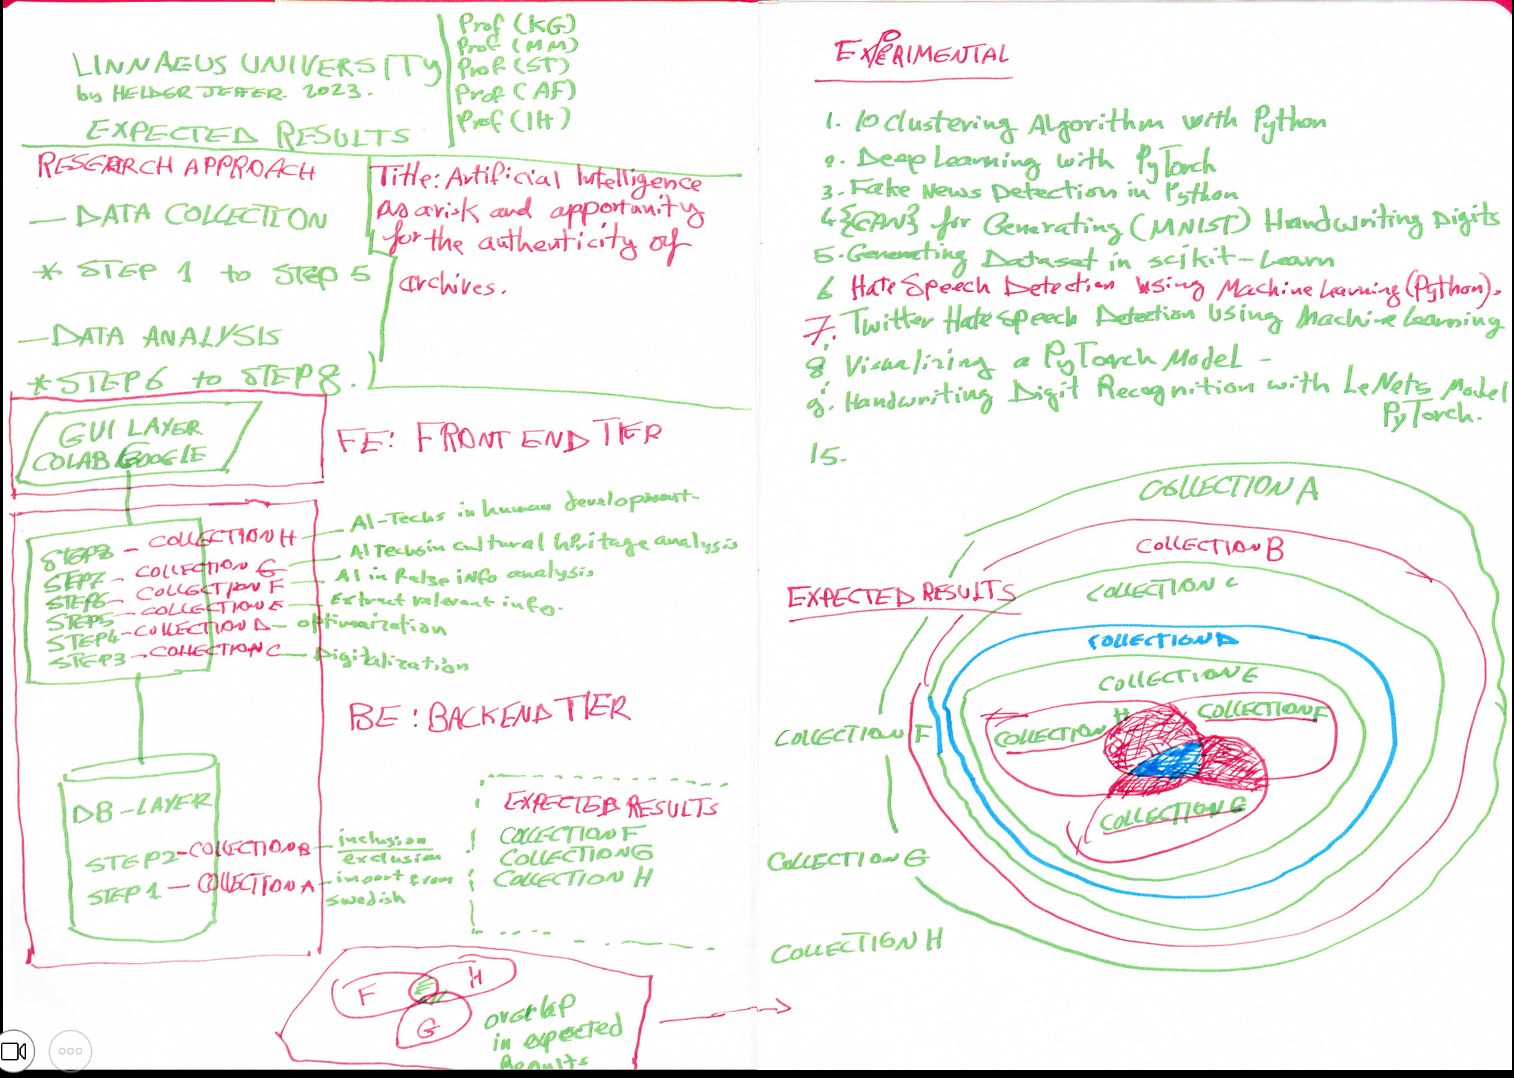 LINNAEUS UNIVERSITY
by HELDER JEFFER. 2023.
EXPECTED RESULTS
Prof (KG)
Prof (MM)
Prof (ST)
Prof (AF)
Prof (IH)
RESEARCH APPROACH
— DATA COLLECTION
* STEP 1 to STEP 5
— DATA ANALYSIS
* STEP 6 to STEP 8.
Title: Artificial Intelligence
as a risk and apportunity
for the authenticity of
archives.
GUI LAYER
COLAB GOOGLE
FE: FRONT END TIER
STEP8 – COLLECTION H – AI-Techs in human development
STEP7 – COLLECTION G – AI Techs in cultural heritage analysis
STEP6 – COLLECTION F – AI in false info analysis
STEP5 – COLLECTION E – Extract relevant info.
STEP4 – COLLECTION D – optimization
STEP3 – COLLECTION C – Digitalization
BE: BACKEND TIER
DB-LAYER
STEP2 – COLLECTION B – inclusion/
exclusion
STEP 1 – COLLECTION A – import from
swedish
EXPECTED RESULTS
COLLECTION F
COLLECTION G
COLLECTION H
F
H
G
overlap
in expected
Results
EXPERIMENTAL
1. 10 Clustering Algorithm with Python
2. Deep Learning with PyTorch
3. Fake News Detection in Python
4 {GAN} for Generating (MNIST) Handwriting Digits
5. Generating Dataset in scikit-Learn
6 Hate Speech Detection Using Machine Learning (Python).
7. Twitter Hate Speech Detection Using Machine Learning
8. Visualizing a PyTorch Model –
9. Handwriting Digit Recognition with LeNet5 Model
PyTorch.
15.
COLLECTION A
COLLECTION B
EXPECTED RESULTS
COLLECTION C
COLLECTION D
COLLECTION E
COLLECTION H
COLLECTION F
COLLECTION F
COLLECTION G
COLLECTION G
COLLECTION H